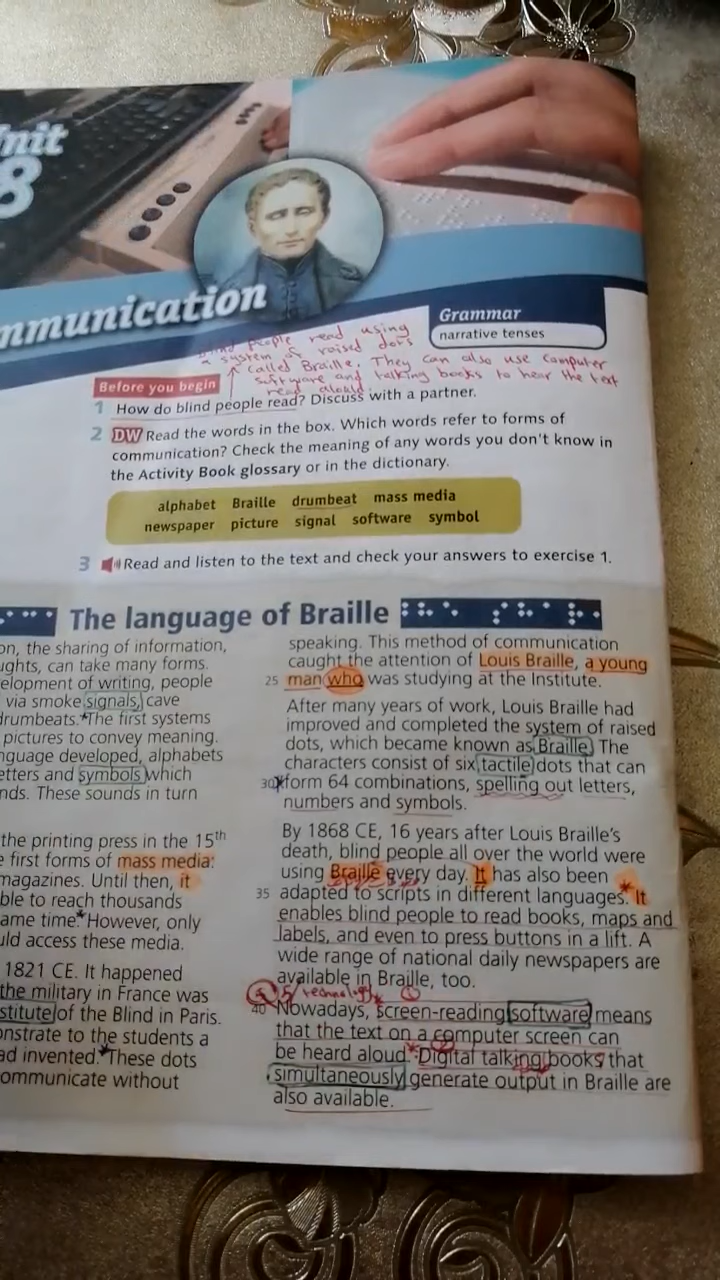 Unit
8
mmunication
Grammar
narrative tenses
blind people read using
a system of raised dots
called Braille. They can also use computer
software and talking books to hear the text
read aloud.
Before you begin
1 How do blind people read? Discuss with a partner.
2 DW Read the words in the box. Which words refer to forms of
communication? Check the meaning of any words you don't know in
the Activity Book glossary or in the dictionary.
alphabet Braille drumbeat mass media
newspaper picture signal software symbol
3 Read and listen to the text and check your answers to exercise 1.
The language of Braille
on, the sharing of information,
ughts, can take many forms.
elopment of writing, people
via smoke signals, cave
drumbeats. The first systems
pictures to convey meaning.
nguage developed, alphabets
etters and symbols which
nds. These sounds in turn
the printing press in the 15th
e first forms of mass media:
magazines. Until then, it
ble to reach thousands
ame time. However, only
uld access these media.
1821 CE. It happened
the military in France was
stitute of the Blind in Paris.
onstrate to the students a
ad invented. These dots
ommunicate without
speaking. This method of communication
caught the attention of Louis Braille, a young
25 man who was studying at the Institute.
After many years of work, Louis Braille had
improved and completed the system of raised
dots, which became known as Braille. The
characters consist of six tactile dots that can
30 form 64 combinations, spelling out letters,
numbers and symbols.
By 1868 CE, 16 years after Louis Braille's
death, blind people all over the world were
using Braille every day. It has also been
35 adapted to scripts in different languages. It
enables blind people to read books, maps and
labels, and even to press buttons in a lift. A
wide range of national daily newspapers are
available in Braille, too.
technology
40 Nowadays, screen-reading software means
that the text on a computer screen can
be heard aloud. Digital talking books that
simultaneously generate output in Braille are
also available.